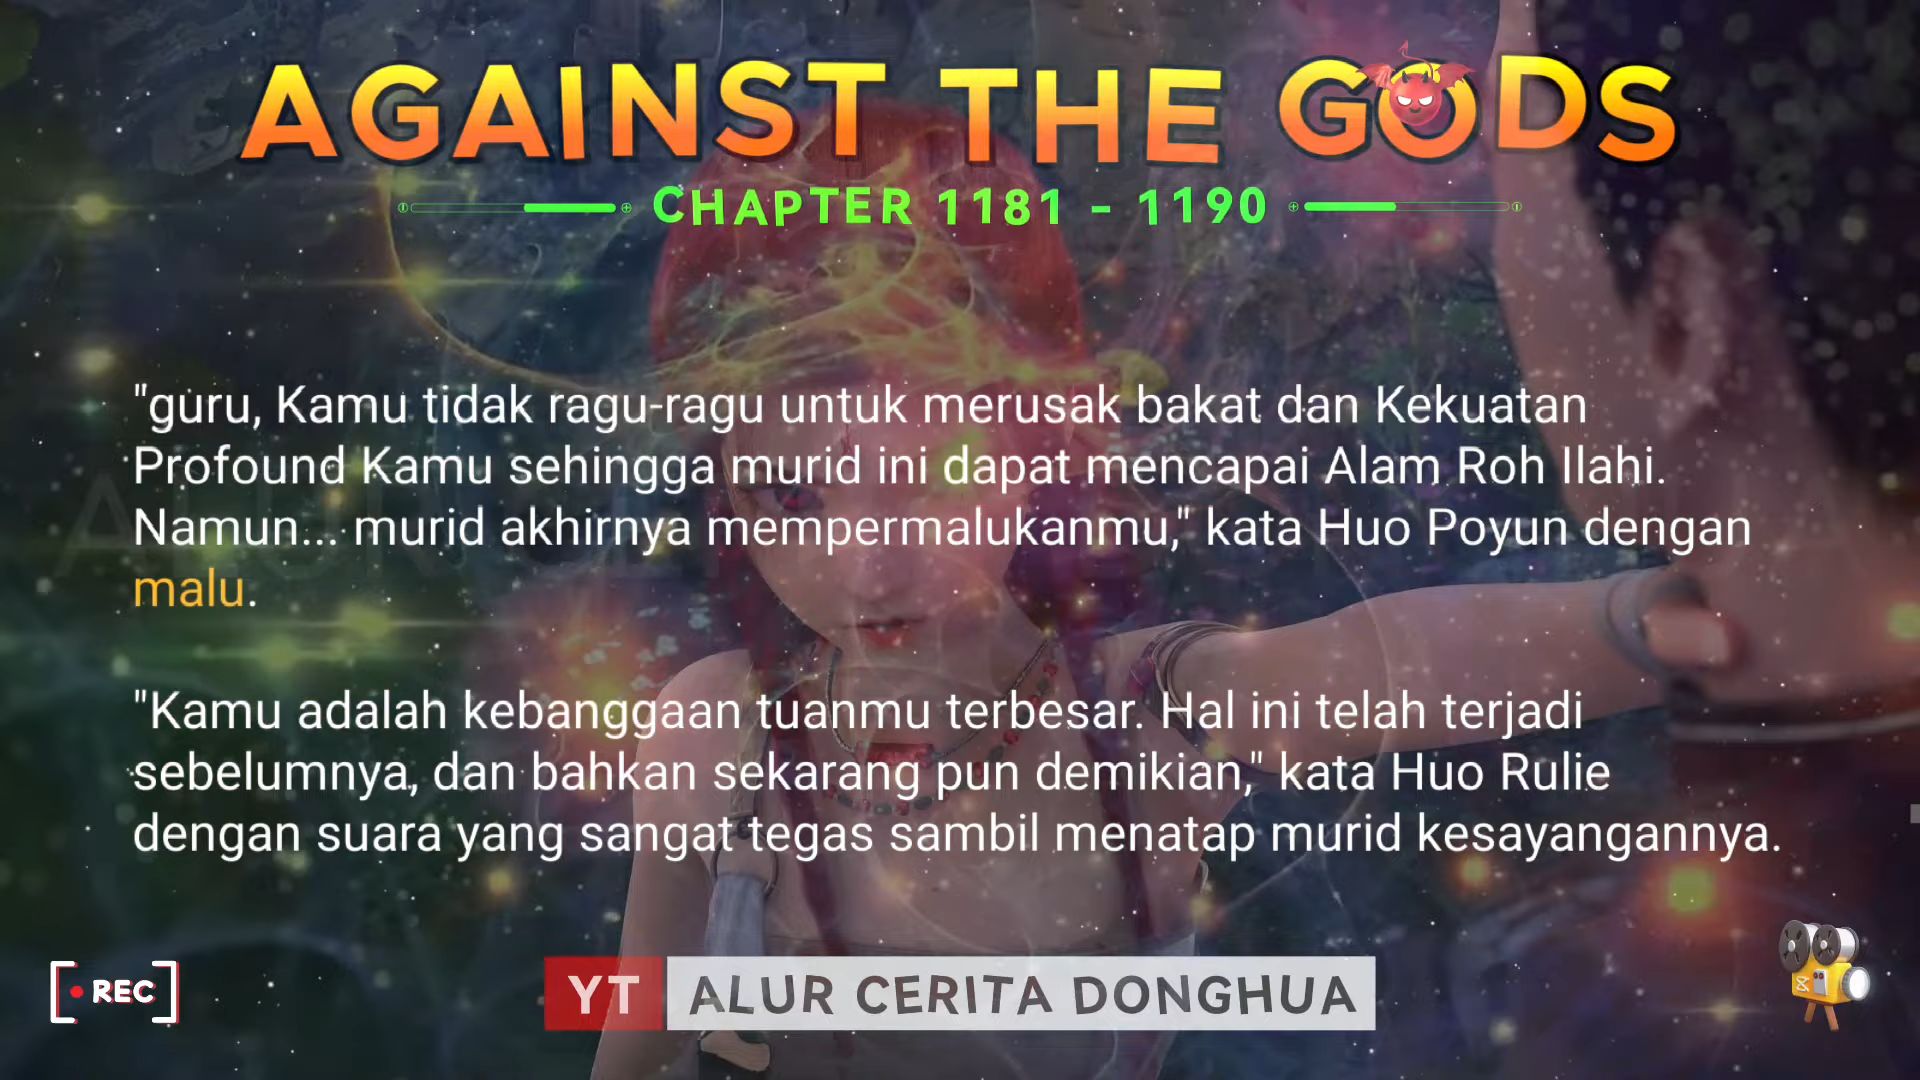 AGAINST THE GODS
CHAPTER 1181 - 1190
"guru, Kamu tidak ragu-ragu untuk merusak bakat dan Kekuatan
Profound Kamu sehingga murid ini dapat mencapai Alam Roh Ilahi.
Namun... murid akhirnya mempermalukanmu," kata Huo Poyun dengan
malu.
"Kamu adalah kebanggaan tuanmu terbesar. Hal ini telah terjadi
sebelumnya, dan bahkan sekarang pun demikian," kata Huo Rulie
dengan suara yang sangat tegas sambil menatap murid kesayangannya.
REC
YT ALUR CERITA DONGHUA